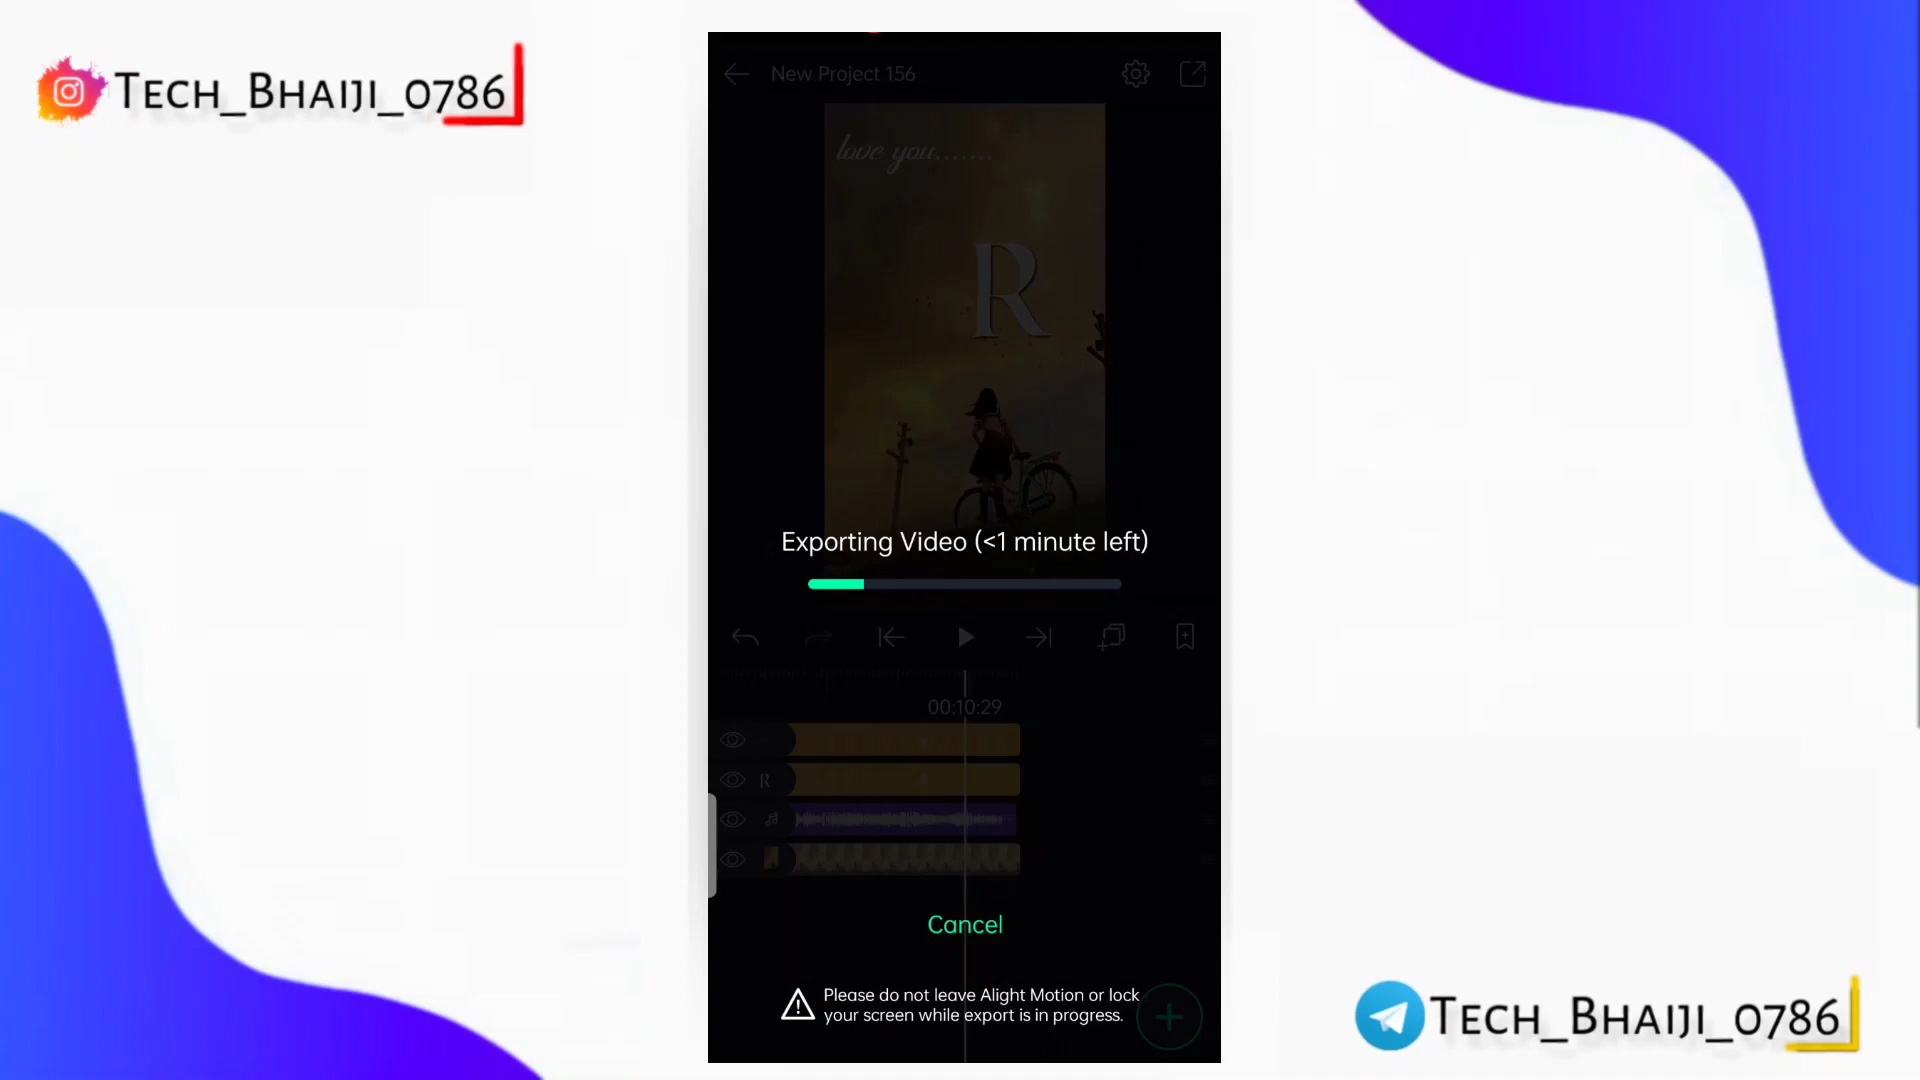 Tech_Bhaiji_0786
New Project 156
love you.......
R
Exporting Video (<1 minute left)
00:10:29
R
Cancel
Please do not leave Alight Motion or lock
your screen while export is in progress.
Tech_Bhaiji_0786